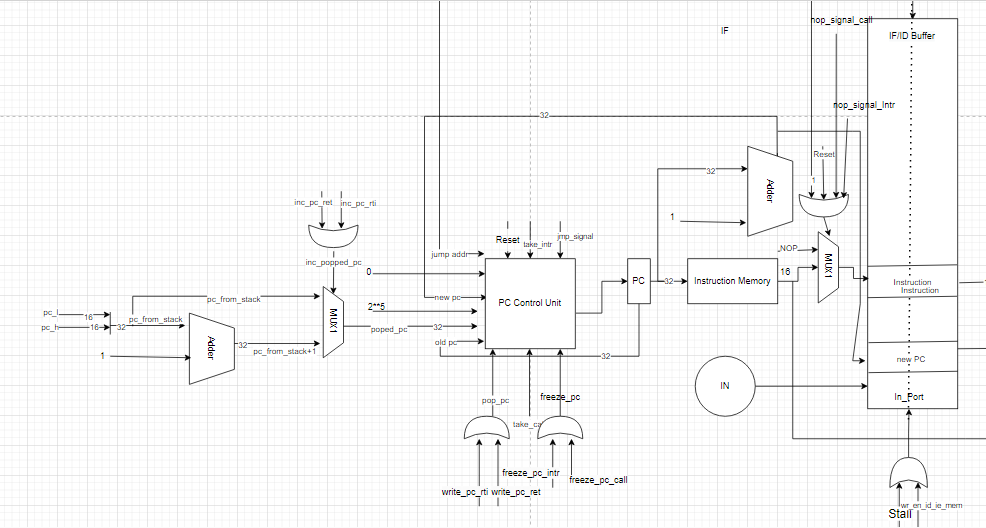 nop_signal_call
IF
IF/ID Buffer
nop_signal_Intr
32
Reset
32
Adder
1
inc_pc_ret
inc_pc_rti
1
Reset
take_intr
jmp_signal
NOP
MUX1
jump addr
inc_popped_pc
0
16
PC
32
Instruction Memory
Instruction
Instruction
new pc
pc_from_stack
PC Control Unit
2**5
pc_l
16
pc_from_stack
MUX1
pc_h
16
32
poped_pc
32
Adder
32
old pc
1
pc_from_stack+1
32
new PC
IN
In_Port
pop_pc
freeze_pc
freeze_pc_intr
freeze_pc_call
write_pc_rti
write_pc_ret
wr_en_id_ie_mem
Stall